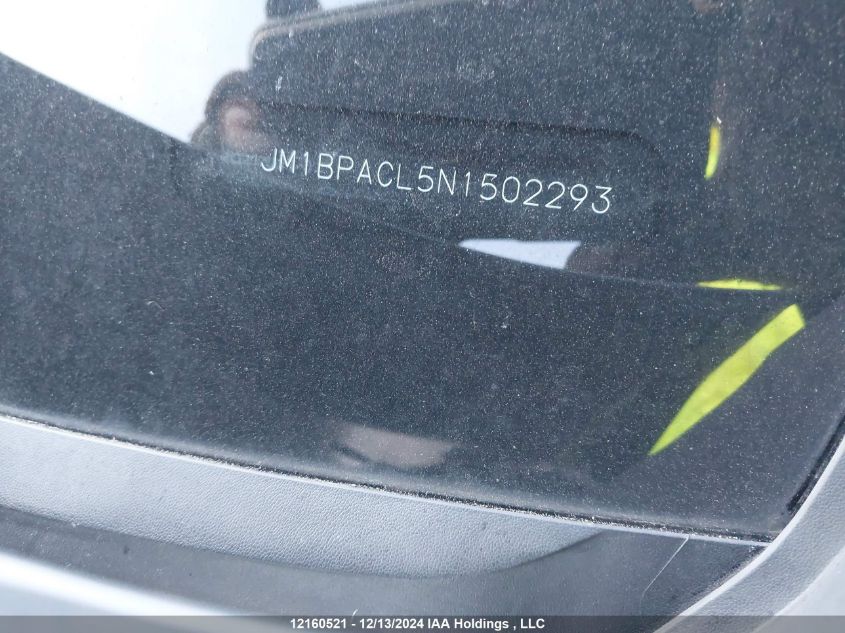 JM1BPACL5N1502293
12160521 - 12/13/2024 IAA Holdings , LLC